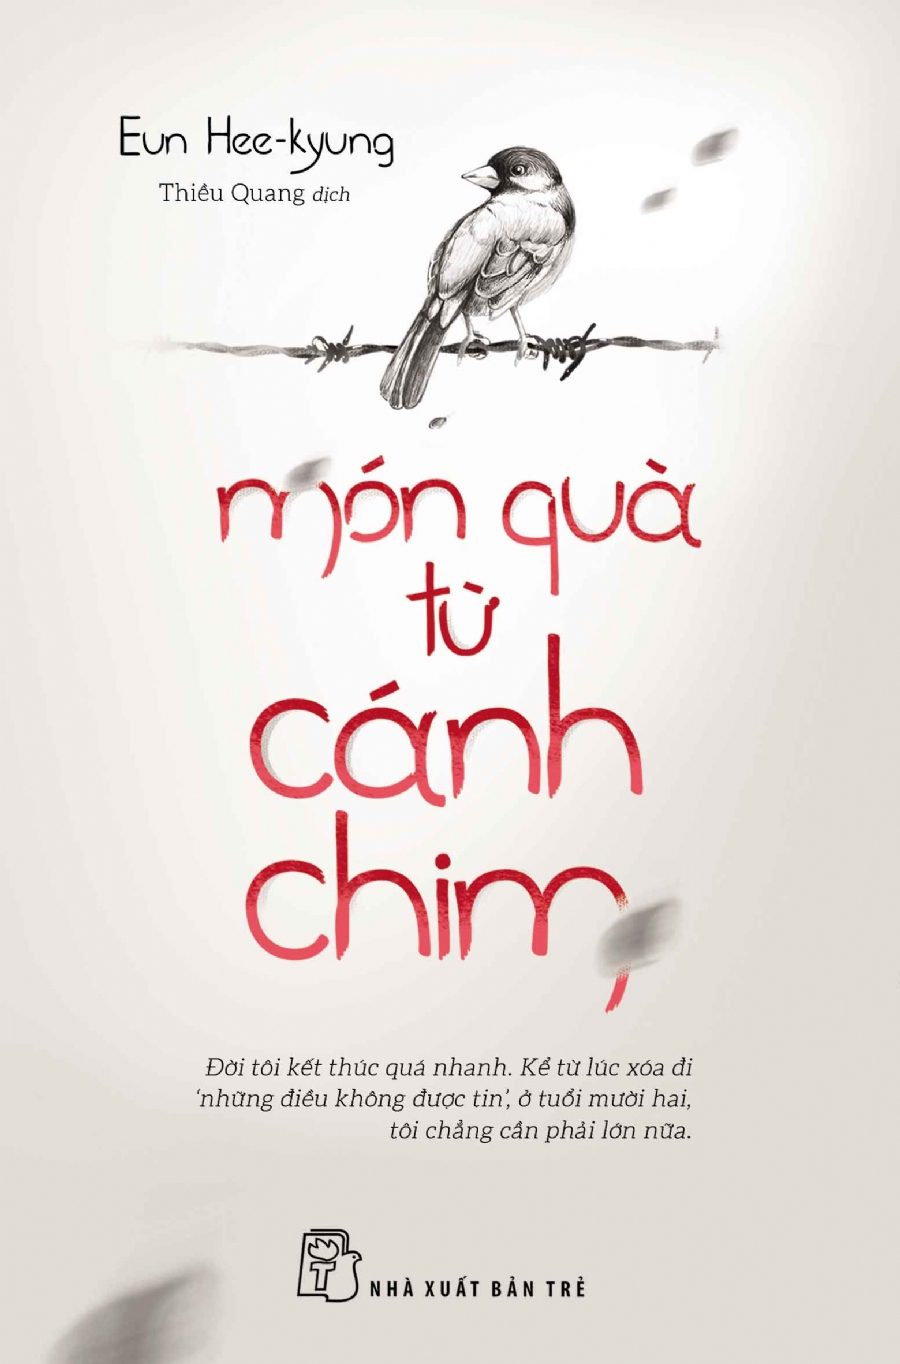 Eun Hee-kyung
Thiều Quang dịch
món quà
từ
cánh
chim
Đời tôi kết thúc quá nhanh. Kể từ lúc xóa đi
‘những điều không được tin’, ở tuổi mười hai,
tôi chẳng cần phải lớn nữa.
T
NHÀ XUẤT BẢN TRẺ